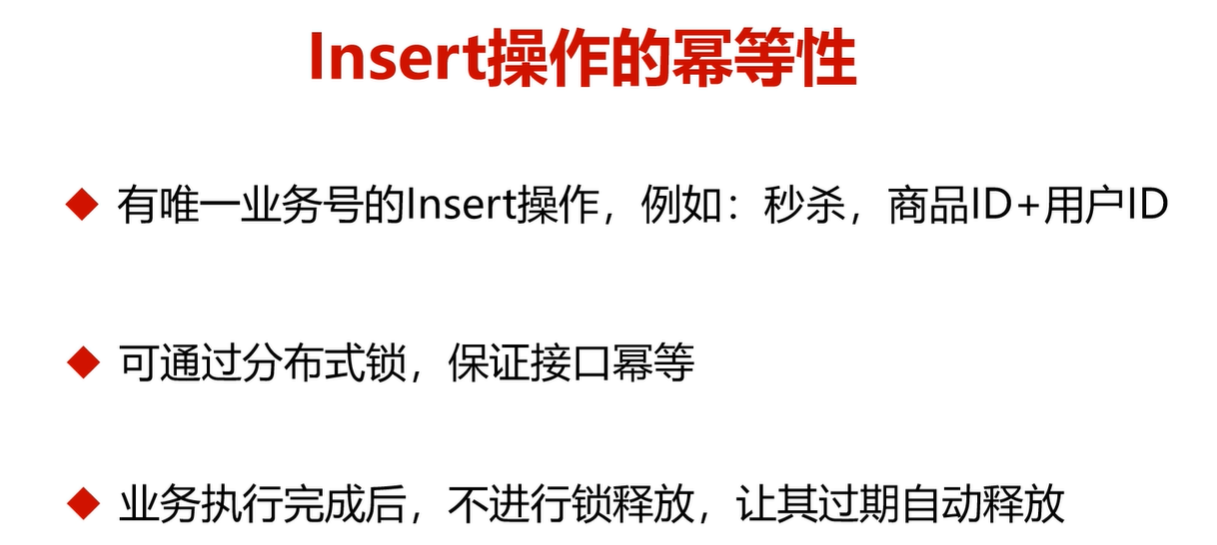 Insert操作的幂等性
有唯一业务号的Insert操作，例如：秒杀，商品ID+用户ID
可通过分布式锁，保证接口幂等
业务执行完成后，不进行锁释放，让其过期自动释放